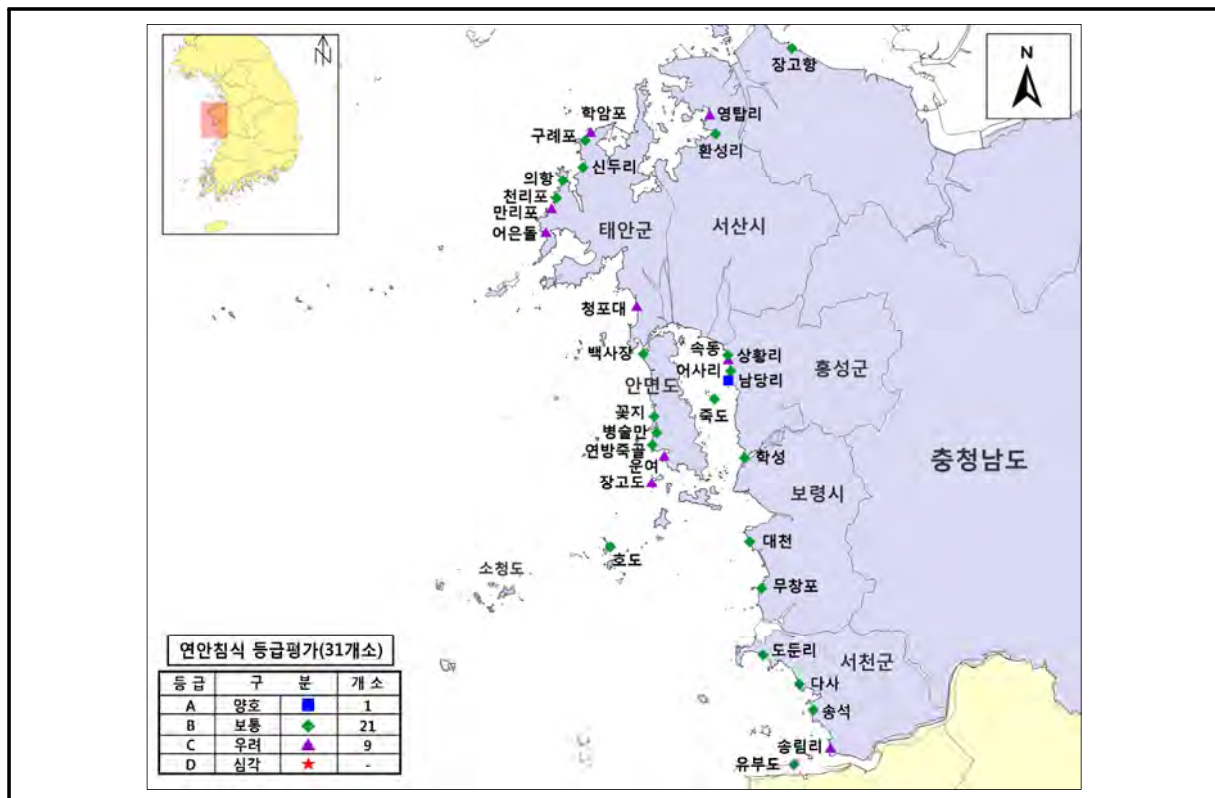 N
N
장고항
학암포
영탑리
구례포
환성리
신두리
의항
천리포
만리포
어은돌
태안군
서산시
청포대
백사장
속동
상황리
어사리
남당리
홍성군
안면도
죽도
꽃지
병술만
연방죽골
운여
학성
충청남도
장고도
보령시
대천
호도
소청도
무창포
도둔리
서천군
다사
송석
송림리
유부도
연안침식 등급평가(31개소)
등급 구 분 개소
A 양호 1
B 보통 21
C 우려 9
D 심각 -